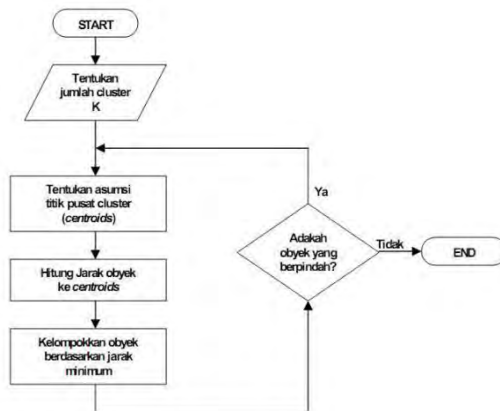 START
Tentukan
jumlah cluster
K
Tentukan asumsi
titik pusat cluster
(centroids)
Hitung Jarak obyek
ke centroids
Kelompokkan obyek
berdasarkan jarak
minimum
Ya
Adakah
obyek yang
berpindah?
Tidak
END